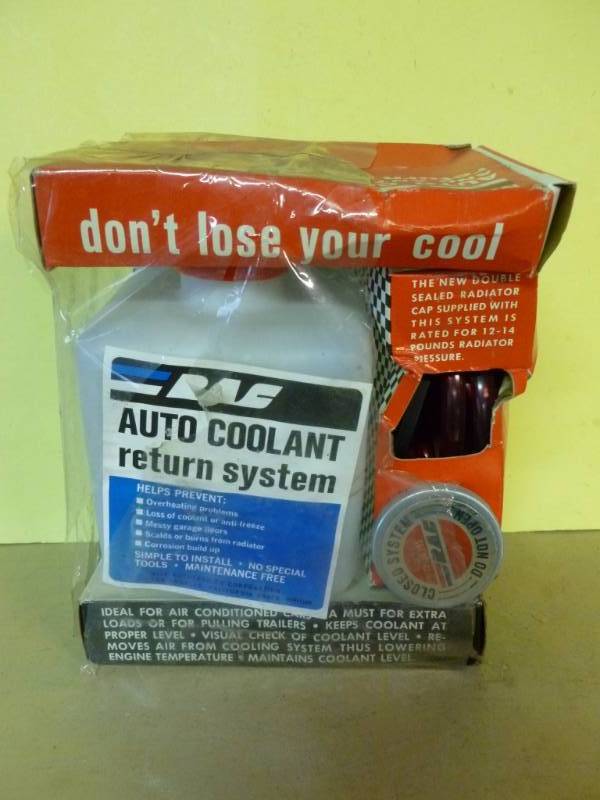 don't lose your cool
THE NEW DOUBLE
SEALED RADIATOR
CAP SUPPLIED WITH
THIS SYSTEM IS
RATED FOR 12-14
POUNDS RADIATOR
PRESSURE.
RAC
AUTO COOLANT
return system
HELPS PREVENT;
Overheating problems
Loss of coolant or anti-freeze
Messy garage floors
Scalds or burns from radiator
Corrosion build up
SIMPLE TO INSTALL • NO SPECIAL
TOOLS • MAINTENANCE FREE
CLOSED SYSTEM
DO NOT OPEN
RAC
IDEAL FOR AIR CONDITIONED CARS A MUST FOR EXTRA
LOADS OR FOR PULLING TRAILERS • KEEPS COOLANT AT
PROPER LEVEL • VISUAL CHECK OF COOLANT LEVEL • RE-
MOVES AIR FROM COOLING SYSTEM THUS LOWERING
ENGINE TEMPERATURE • MAINTAINS COOLANT LEVEL